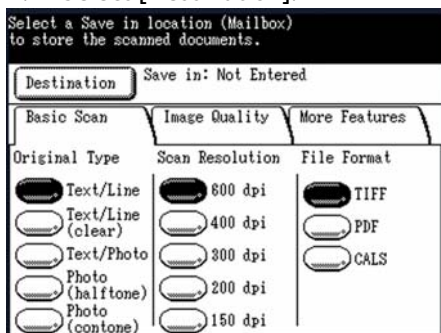 Select a Save in location (Mailbox)
to store the scanned documents.
Destination
Save in: Not Entered
Basic Scan
Image Quality
More Features
Original Type
Scan Resolution
File Format
Text/Line
600 dpi
TIFF
Text/Line
(clear)
400 dpi
PDF
Text/Photo
300 dpi
CALS
Photo
(halftone)
200 dpi
Photo
(contone)
150 dpi